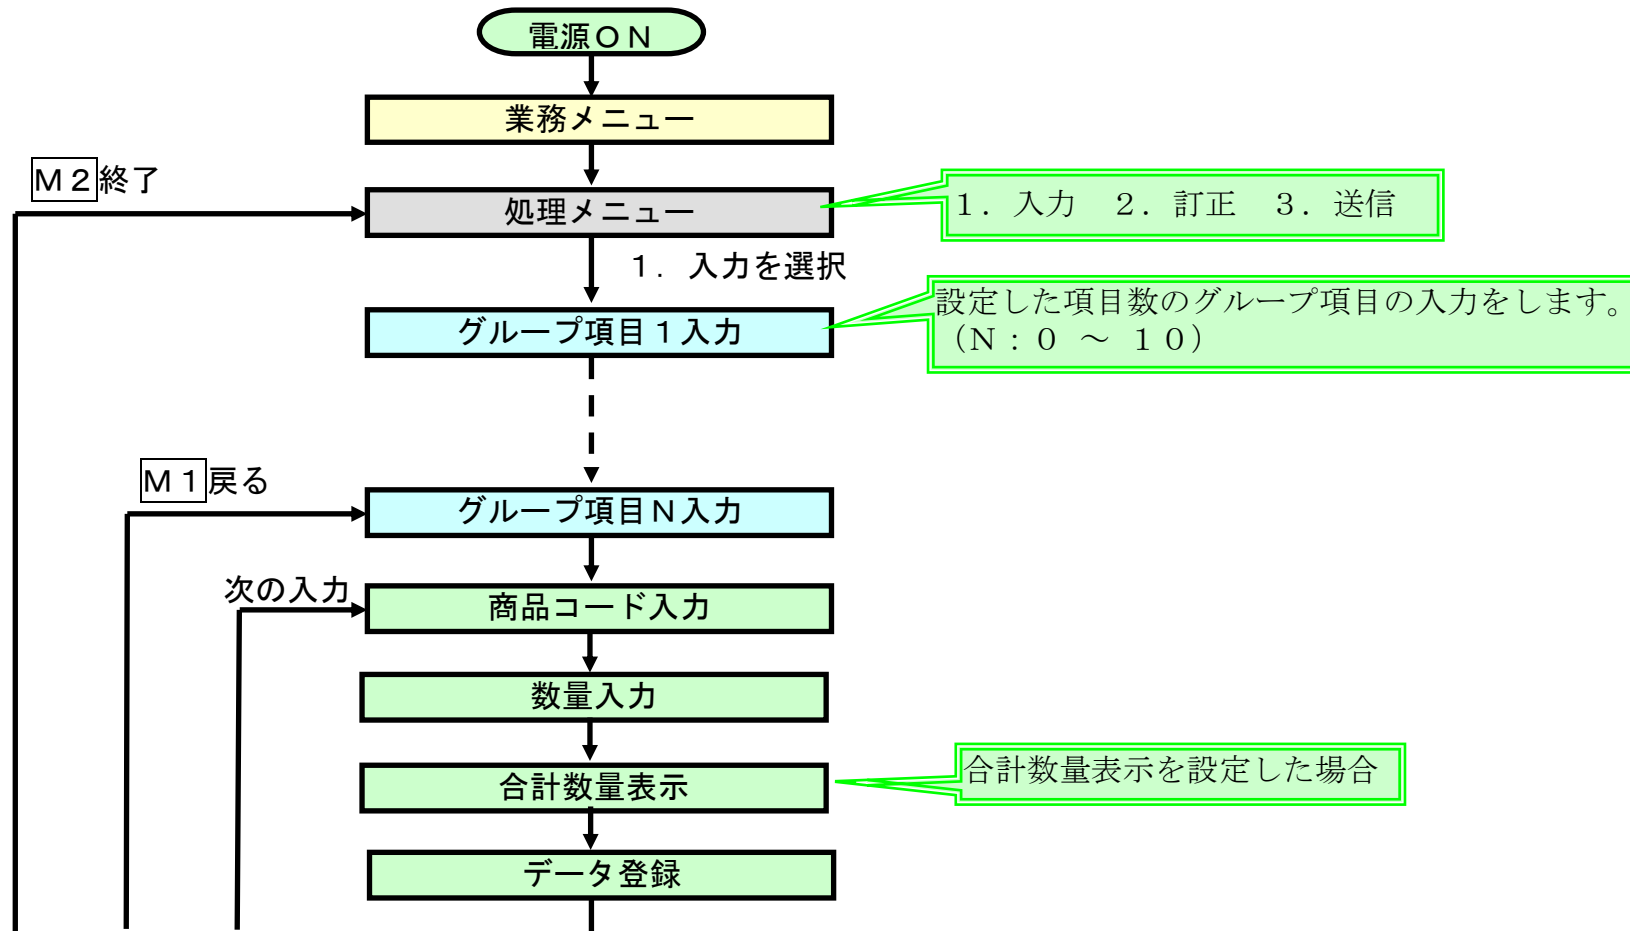 電源ＯＮ
業務メニュー
Ｍ２終了
処理メニュー
１．入力　２．訂正　３．送信
１．入力を選択
グループ項目１入力
設定した項目数のグループ項目の入力をします。
（Ｎ：０ ～ １０）
Ｍ１戻る
グループ項目Ｎ入力
次の入力
商品コード入力
数量入力
合計数量表示
合計数量表示を設定した場合
データ登録